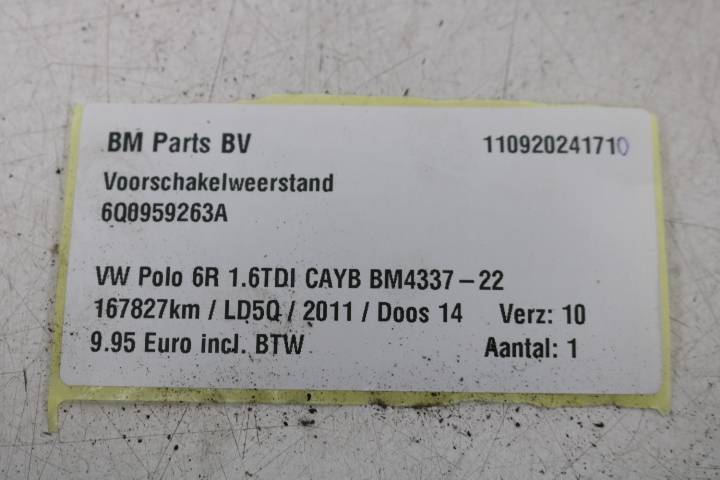 BM Parts BV 110920241710
Voorschakelweerstand
6Q0959263A
VW Polo 6R 1.6TDI CAYB BM4337-22
167827km / LD5Q / 2011 / Doos 14 Verz: 10
9.95 Euro incl. BTW Aantal: 1